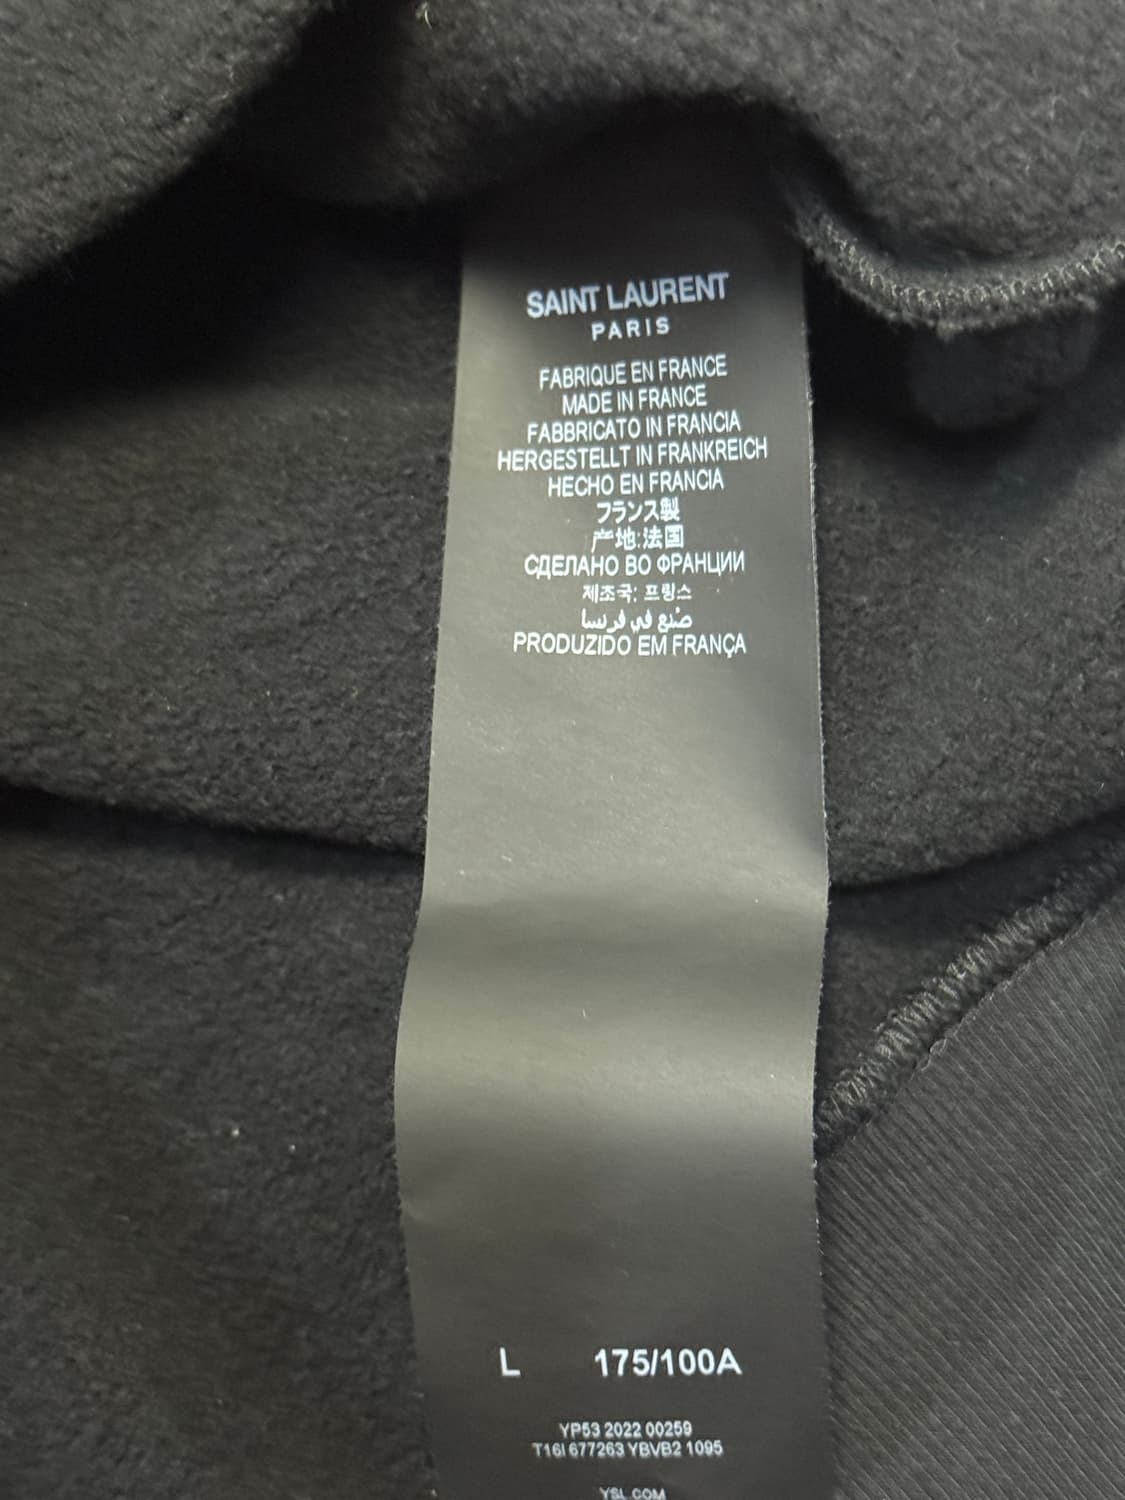 SAINT LAURENT
PARIS
FABRIQUE EN FRANCE
MADE IN FRANCE
FABBRICATO IN FRANCIA
HERGESTELLT IN FRANKREICH
HECHO EN FRANCIA
フランス製
产地:法国
СДЕЛАНО ВО ФРАНЦИИ
제조국: 프랑스
صنع في فرنسا
PRODUZIDO EM FRANÇA
L 175/100A
YP53 2022 00259
T16I 677263 YBVB2 1095
YSL.COM